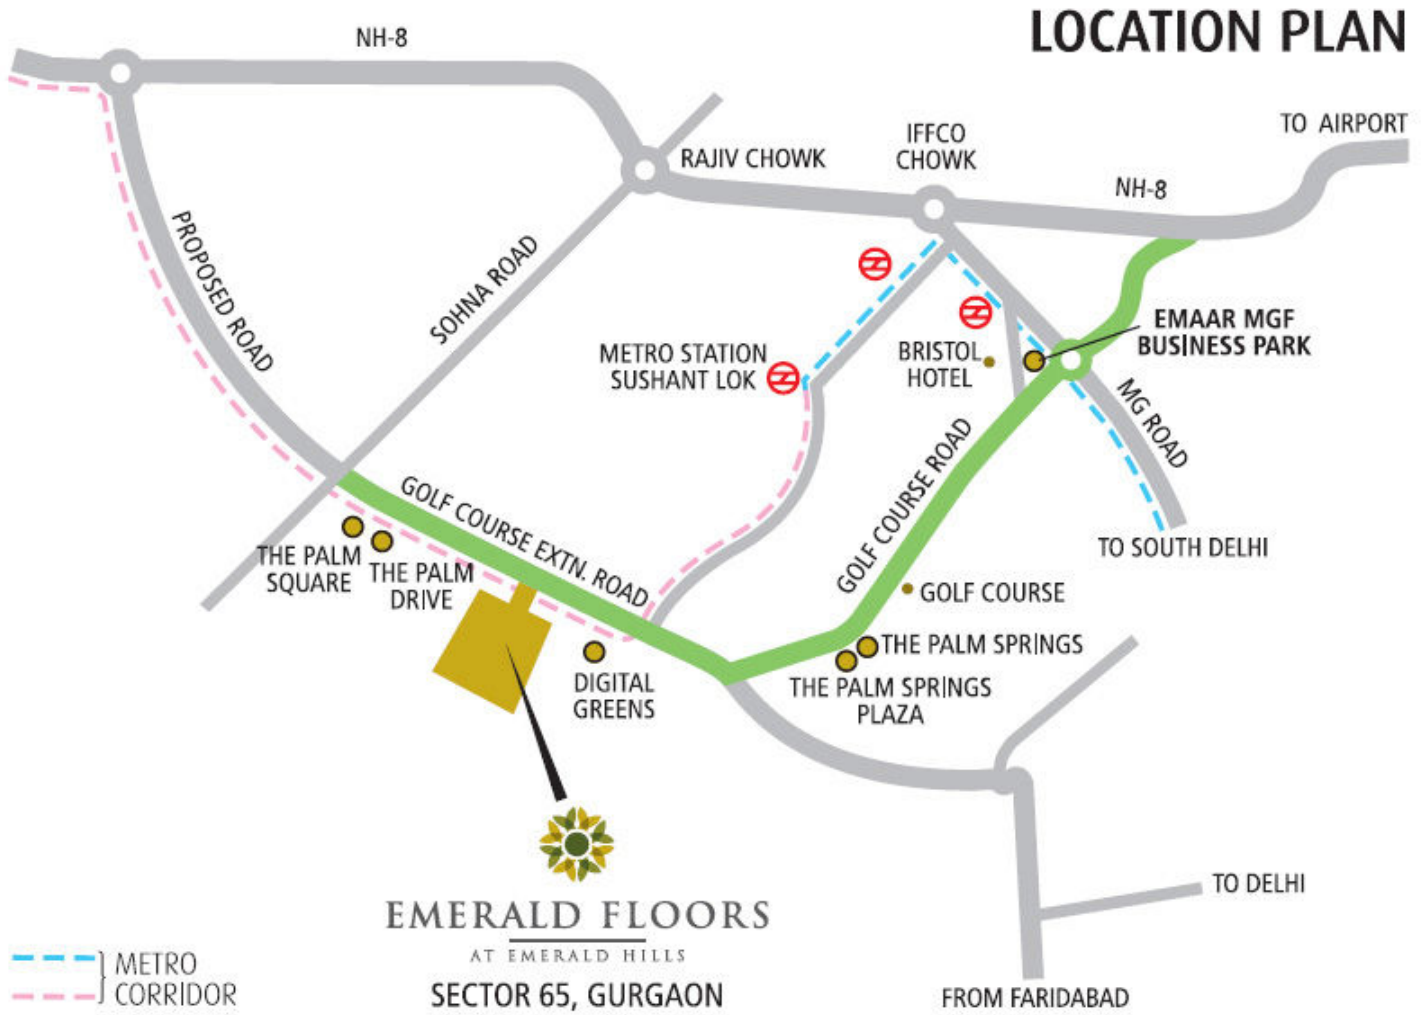 LOCATION PLAN
NH-8
TO AIRPORT
IFFCO
CHOWK
RAJIV CHOWK
NH-8
PROPOSED ROAD
SOHNA ROAD
EMAAR MGF
BUSINESS PARK
METRO STATION
SUSHANT LOK
BRISTOL
HOTEL
MG ROAD
GOLF COURSE ROAD
GOLF COURSE EXTN. ROAD
TO SOUTH DELHI
THE PALM
SQUARE
THE PALM
DRIVE
GOLF COURSE
THE PALM SPRINGS
DIGITAL
GREENS
THE PALM SPRINGS
PLAZA
TO DELHI
EMERALD FLOORS
AT EMERALD HILLS
METRO
CORRIDOR
SECTOR 65, GURGAON
FROM FARIDABAD